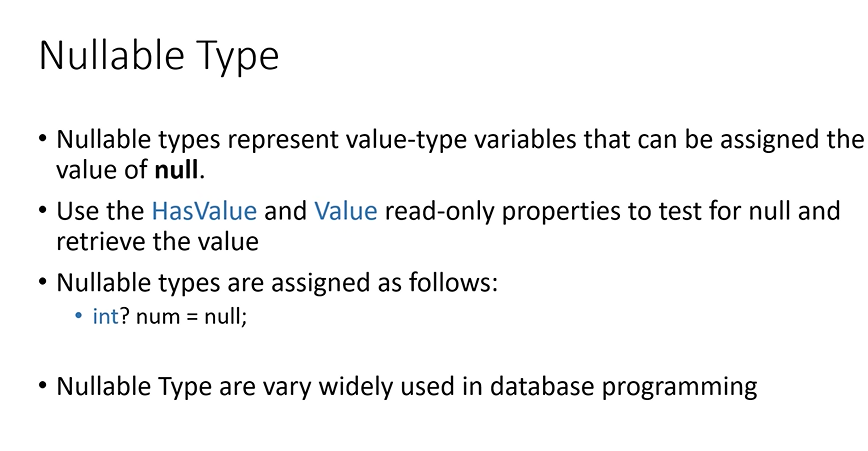 Nullable Type
• Nullable types represent value-type variables that can be assigned the
value of null.
• Use the HasValue and Value read-only properties to test for null and
retrieve the value
• Nullable types are assigned as follows:
• int? num = null;
• Nullable Type are vary widely used in database programming